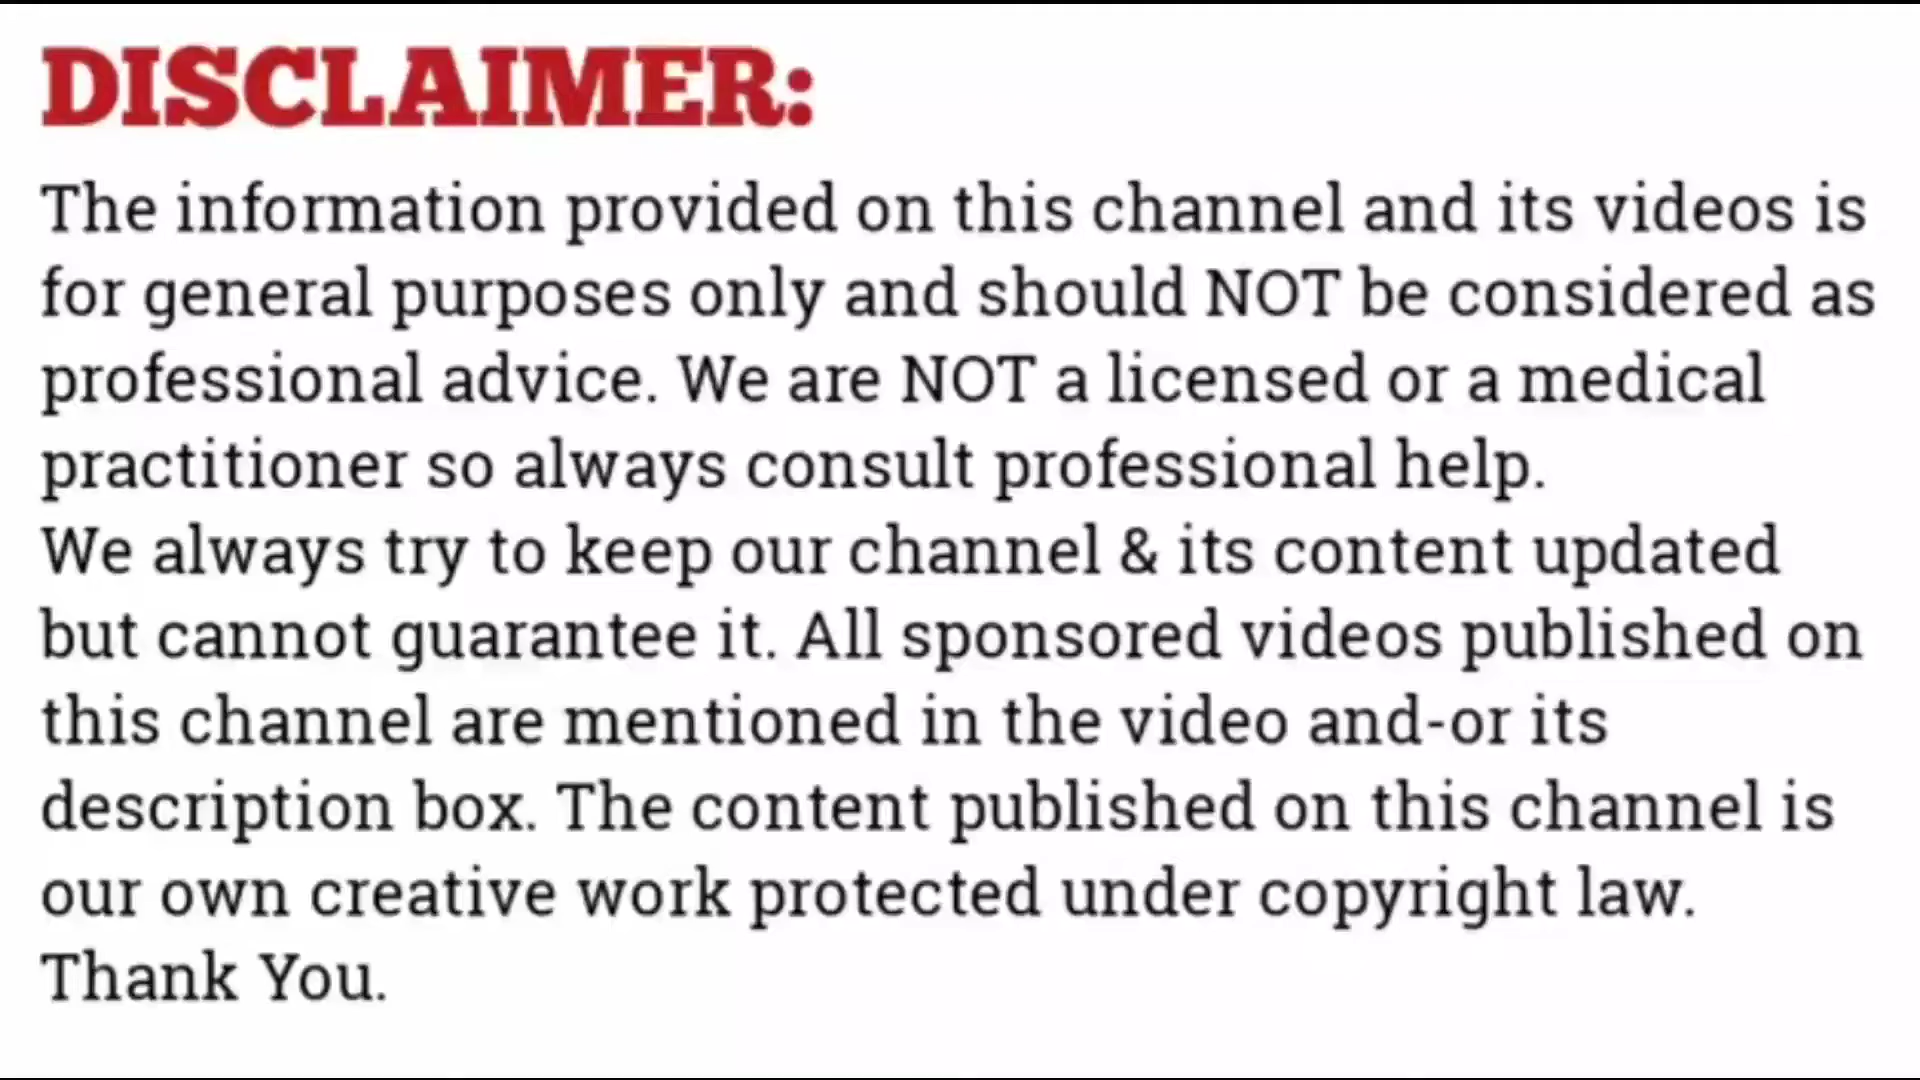 DISCLAIMER:
The information provided on this channel and its videos is
for general purposes only and should NOT be considered as
professional advice. We are NOT a licensed or a medical
practitioner so always consult professional help.
We always try to keep our channel & its content updated
but cannot guarantee it. All sponsored videos published on
this channel are mentioned in the video and-or its
description box. The content published on this channel is
our own creative work protected under copyright law.
Thank You.